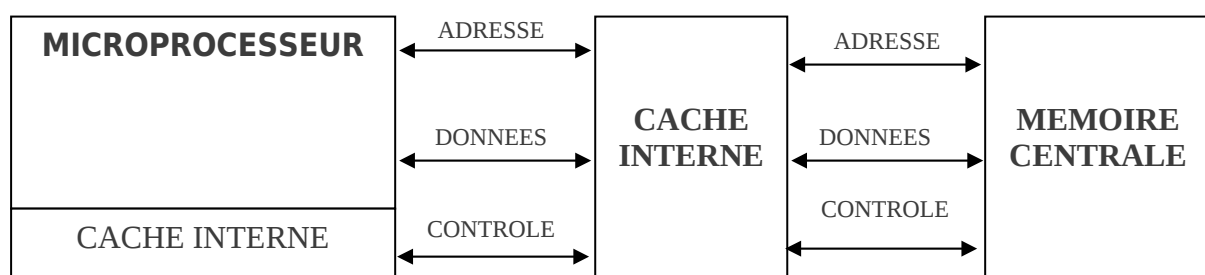 MICROPROCESSEUR
CACHE INTERNE
ADRESSE
DONNEES
CONTROLE
CACHE
INTERNE
ADRESSE
DONNEES
CONTROLE
MEMOIRE
CENTRALE